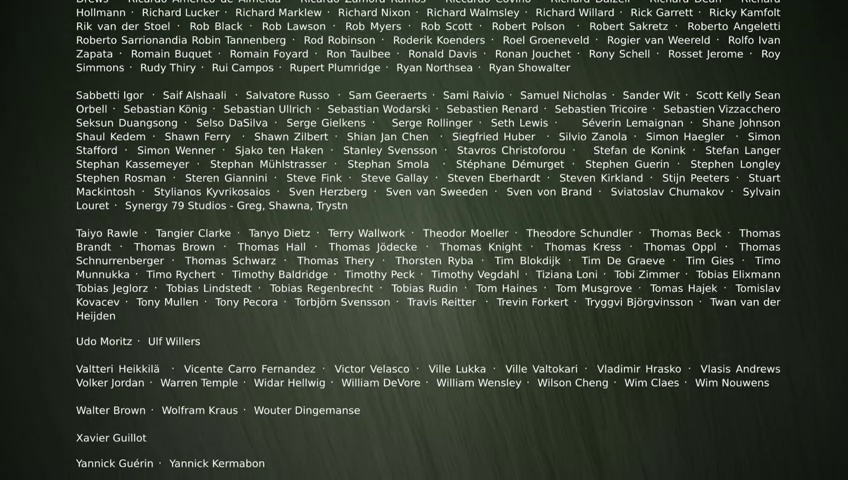 Hollmann · Richard Lucker · Richard Marklew · Richard Nixon · Richard Walmsley · Richard Willard · Rick Garrett · Ricky Kamfolt
Rik van der Stoel · Rob Black · Rob Lawson · Rob Myers · Rob Scott · Robert Polson · Robert Sakretz · Roberto Angeletti
Roberto Sarrionandia Robin Tannenberg · Rod Robinson · Roderik Koenders · Roel Groeneveld · Rogier van Weereld · Rolfo Ivan
Zapata · Romain Buquet · Romain Foyard · Ron Taulbee · Ronald Davis · Ronan Jouchet · Rony Schell · Rosset Jerome · Roy
Simmons · Rudy Thiry · Rui Campos · Rupert Plumridge · Ryan Northsea · Ryan Showalter
Sabbetti Igor · Saif Alshaali · Salvatore Russo · Sam Geeraerts · Sami Raivio · Samuel Nicholas · Sander Wit · Scott Kelly Sean
Orbell · Sebastian König · Sebastian Ullrich · Sebastian Wodarski · Sebastien Renard · Sebastien Tricoire · Sebastien Vizzacchero
Seksun Duangsong · Selso DaSilva · Serge Gielkens · Serge Rollinger · Seth Lewis · Séverin Lemaignan · Shane Johnson
Shaul Kedem · Shawn Ferry · Shawn Zilbert · Shian Jan Chen · Siegfried Huber · Silvio Zanola · Simon Haegler · Simon
Stafford · Simon Wenner · Sjako ten Haken · Stanley Svensson · Stavros Christoforou · Stefan de Konink · Stefan Langer
Stephan Kassemeyer · Stephan Mühlstrasser · Stephan Smola · Stéphane Démurget · Stephen Guerin · Stephen Longley
Stephen Rosman · Steren Giannini · Steve Fink · Steve Gallay · Steven Eberhardt · Steven Kirkland · Stijn Peeters · Stuart
Mackintosh · Stylianos Kyvrikosaios · Sven Herzberg · Sven van Sweeden · Sven von Brand · Sviatoslav Chumakov · Sylvain
Louret · Synergy 79 Studios - Greg, Shawna, Trystn
Taiyo Rawle · Tangier Clarke · Tanyo Dietz · Terry Wallwork · Theodor Moeller · Theodore Schundler · Thomas Beck · Thomas
Brandt · Thomas Brown · Thomas Hall · Thomas Jödecke · Thomas Knight · Thomas Kress · Thomas Oppl · Thomas
Schnurrenberger · Thomas Schwarz · Thomas Thery · Thorsten Ryba · Tim Blokdijk · Tim De Graeve · Tim Gies · Timo
Munnukka · Timo Rychert · Timothy Baldridge · Timothy Peck · Timothy Vegdahl · Tiziana Loni · Tobi Zimmer · Tobias Elixmann
Tobias Jeglorz · Tobias Lindstedt · Tobias Regenbrecht · Tobias Rudin · Tom Haines · Tom Musgrove · Tomas Hajek · Tomislav
Kovacev · Tony Mullen · Tony Pecora · Torbjörn Svensson · Travis Reitter · Trevin Forkert · Tryggvi Björgvinsson · Twan van der
Heijden
Udo Moritz · Ulf Willers
Valtteri Heikkilä · Vicente Carro Fernandez · Victor Velasco · Ville Lukka · Ville Valtokari · Vladimir Hrasko · Vlasis Andrews
Volker Jordan · Warren Temple · Widar Hellwig · William DeVore · William Wensley · Wilson Cheng · Wim Claes · Wim Nouwens
Walter Brown · Wolfram Kraus · Wouter Dingemanse
Xavier Guillot
Yannick Guérin · Yannick Kermabon